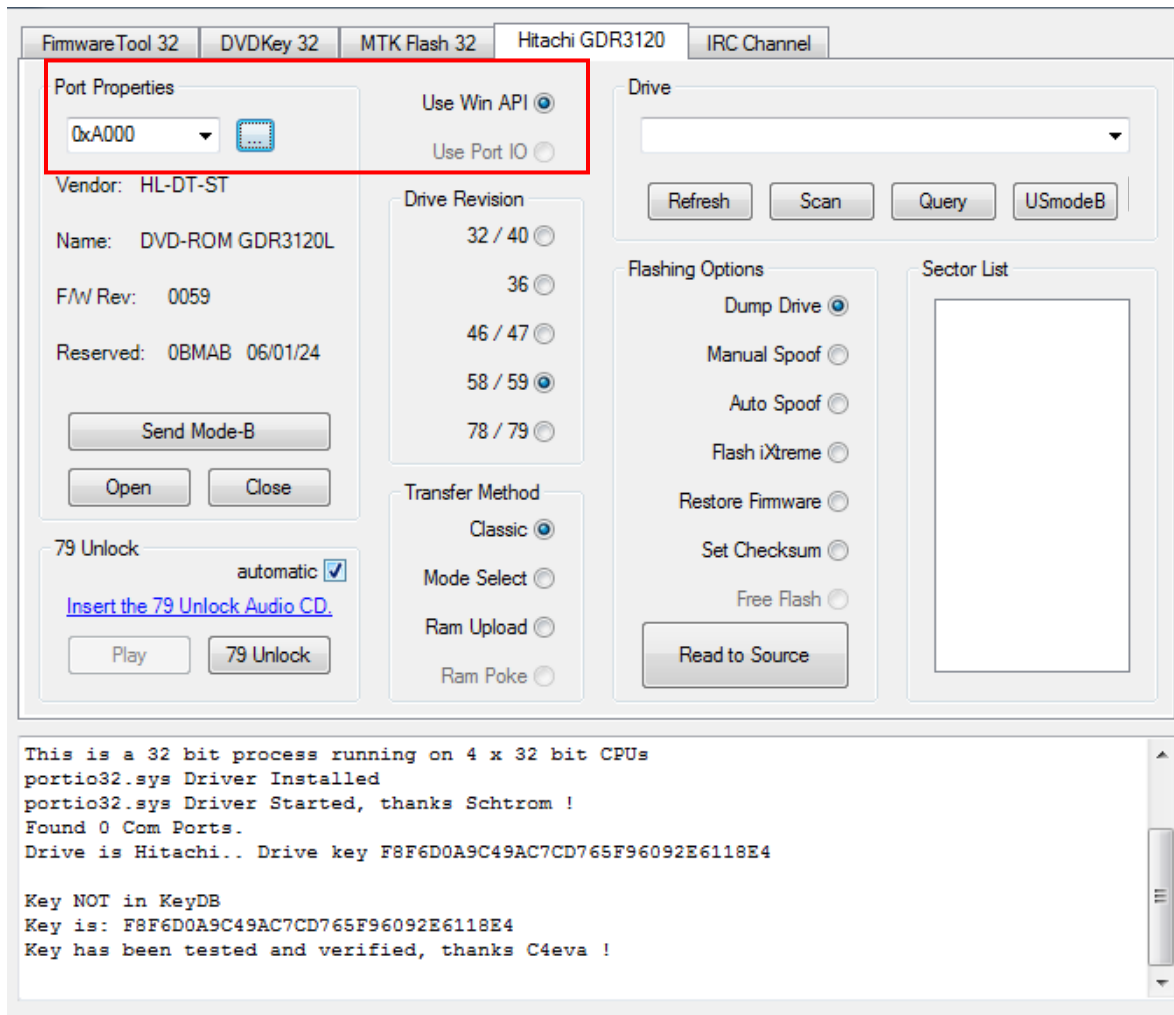 FirmwareTool 32 DVDKey 32 MTK Flash 32 Hitachi GDR3120 IRC Channel
Port Properties
0xA000 ...
Vendor: HL-DT-ST
Name: DVD-ROM GDR3120L
F/W Rev: 0059
Reserved: 0BMAB 06/01/24
Send Mode-B
Open Close
79 Unlock
automatic
Insert the 79 Unlock Audio CD.
Play 79 Unlock
Use Win API
Use Port IO
Drive Revision
32 / 40
36
46 / 47
58 / 59
78 / 79
Transfer Method
Classic
Mode Select
Ram Upload
Ram Poke
Drive
Refresh Scan Query USmodeB
Flashing Options
Dump Drive
Manual Spoof
Auto Spoof
Flash iXtreme
Restore Firmware
Set Checksum
Free Flash
Read to Source
Sector List
This is a 32 bit process running on 4 x 32 bit CPUs
portio32.sys Driver Installed
portio32.sys Driver Started, thanks Schtrom !
Found 0 Com Ports.
Drive is Hitachi.. Drive key F8F6D0A9C49AC7CD765F96092E6118E4
Key NOT in KeyDB
Key is: F8F6D0A9C49AC7CD765F96092E6118E4
Key has been tested and verified, thanks C4eva !